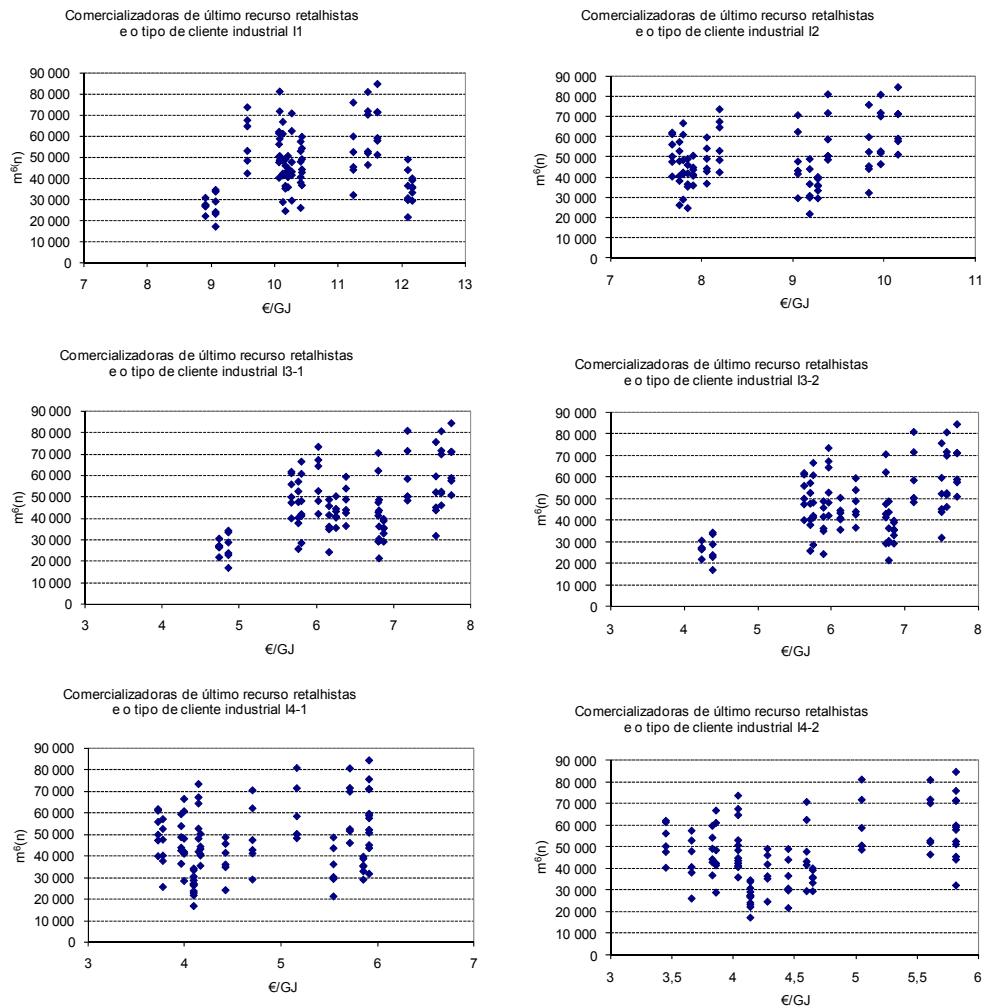 Comercializadoras de último recurso retalhistas
e o tipo de cliente industrial I1
90 000
80 000
70 000
60 000
50 000
40 000
30 000
20 000
10 000
0
m⁶(n)
7 8 9 10 11 12 13
€/GJ
Comercializadoras de último recurso retalhistas
e o tipo de cliente industrial I2
90 000
80 000
70 000
60 000
50 000
40 000
30 000
20 000
10 000
0
m⁶(n)
7 8 9 10 11
€/GJ
Comercializadoras de último recurso retalhistas
e o tipo de cliente industrial I3-1
90 000
80 000
70 000
60 000
50 000
40 000
30 000
20 000
10 000
0
m⁶(n)
3 4 5 6 7 8
€/GJ
Comercializadoras de último recurso retalhistas
e o tipo de cliente industrial I3-2
90 000
80 000
70 000
60 000
50 000
40 000
30 000
20 000
10 000
0
m⁶(n)
3 4 5 6 7 8
€/GJ
Comercializadoras de último recurso retalhistas
e o tipo de cliente industrial I4-1
90 000
80 000
70 000
60 000
50 000
40 000
30 000
20 000
10 000
0
m⁶(n)
3 4 5 6 7
€/GJ
Comercializadoras de último recurso retalhistas
e o tipo de cliente industrial I4-2
90 000
80 000
70 000
60 000
50 000
40 000
30 000
20 000
10 000
0
m⁶(n)
3 3,5 4 4,5 5 5,5 6
€/GJ